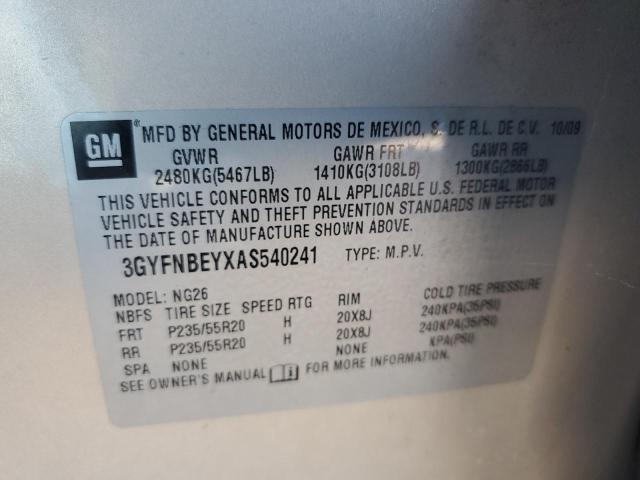 GM
® MFD BY GENERAL MOTORS DE MEXICO, S. DE R.L. DE C.V. 10/09
GVWR GAWR FRT GAWR RR
2480KG(5467LB) 1410KG(3108LB) 1300KG(2866LB)
THIS VEHICLE CONFORMS TO ALL APPLICABLE U.S. FEDERAL MOTOR
VEHICLE SAFETY AND THEFT PREVENTION STANDARDS IN EFFECT ON
THE DATE OF MANUFACTURE SHOWN ABOVE.
3GYFNBEYXAS540241 TYPE: M.P.V.
MODEL: NG26
NBFS TIRE SIZE SPEED RTG RIM COLD TIRE PRESSURE
FRT P235/55R20 H 20X8J 240KPA(35PSI)
RR P235/55R20 H 20X8J 240KPA(35PSI)
SPA NONE NONE KPA(PSI)
SEE OWNER'S MANUAL FOR MORE INFORMATION.